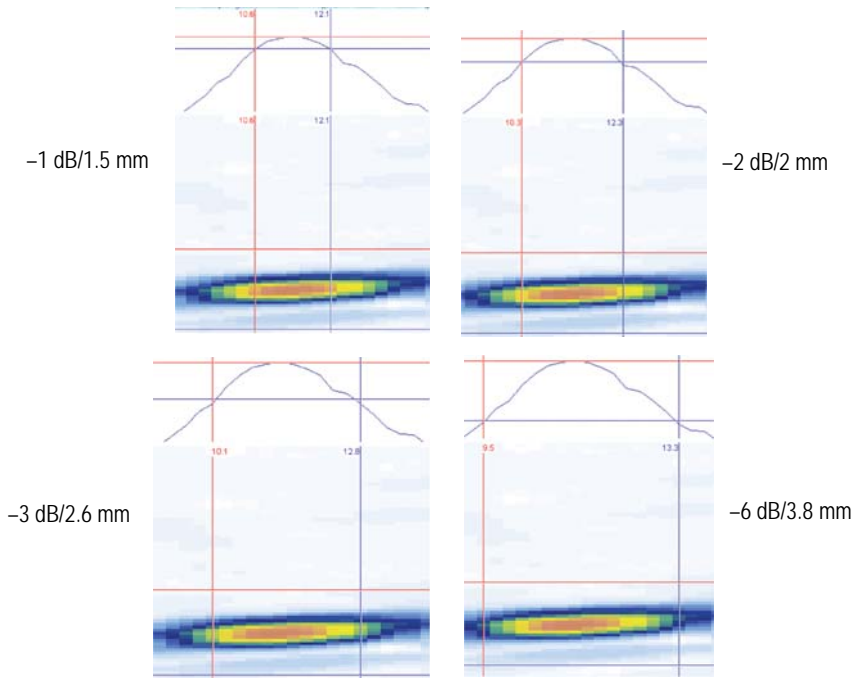 10.6 12.1
10.6 12.1
–1 dB/1.5 mm
10.3 12.3
–2 dB/2 mm
10.1 12.8
–3 dB/2.6 mm
9.5 13.3
–6 dB/3.8 mm